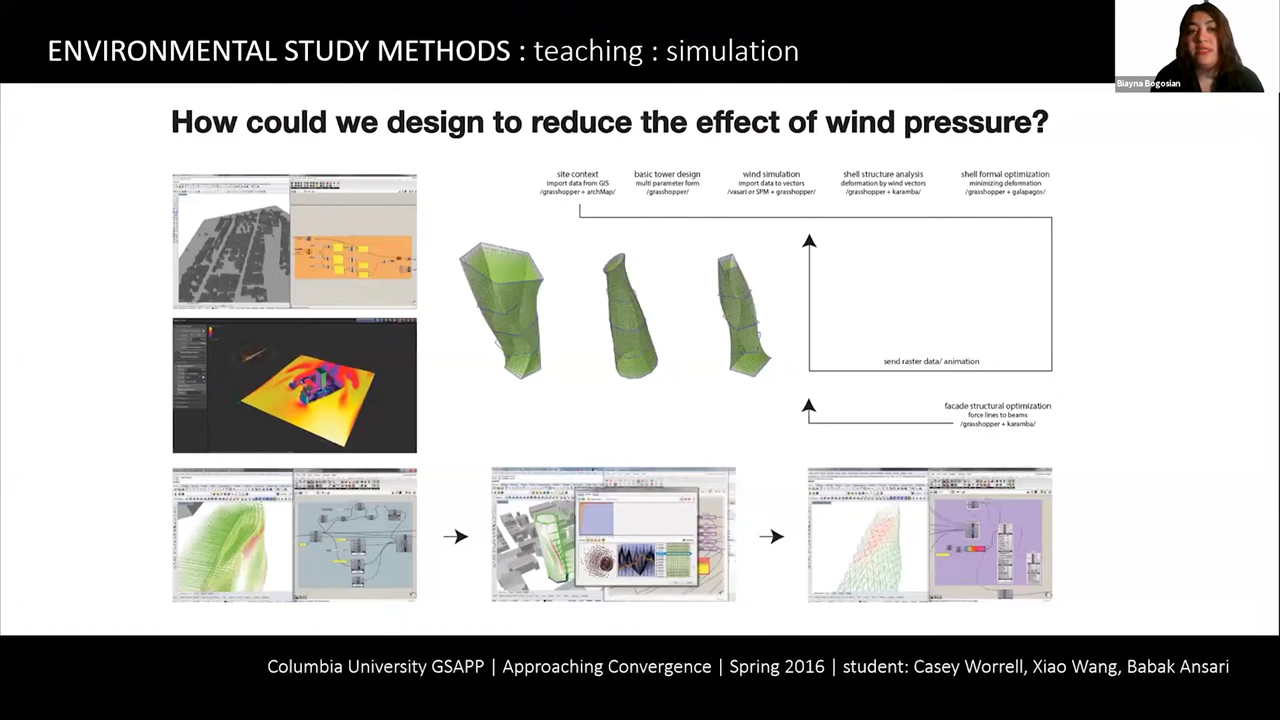 ENVIRONMENTAL STUDY METHODS : teaching : simulation
Biayna Bogosian
How could we design to reduce the effect of wind pressure?
site context
import data from GIS
/grasshopper + archMap/
basic tower design
multi parameter form
/grasshopper/
wind simulation
import data to vectors
/vasari or SPM + grasshopper/
shell structure analysis
deformation by wind vectors
/grasshopper + karamba/
shell formal optimization
minimizing deformation
/grasshopper + galapagos/
send raster data/ animation
facade structural optimization
force lines to beams
/grasshopper + karamba/
Columbia University GSAPP | Approaching Convergence | Spring 2016 | student: Casey Worrell, Xiao Wang, Babak Ansari